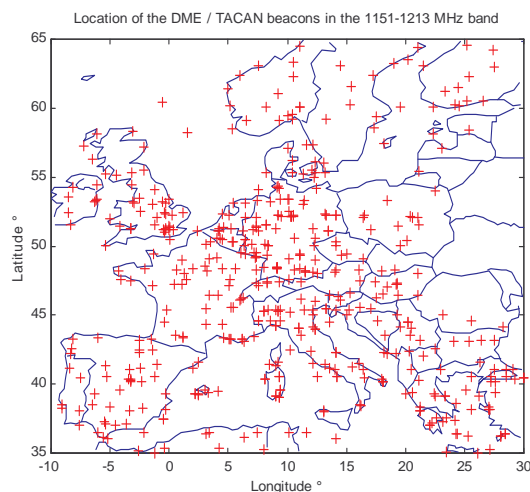 Location of the DME / TACAN beacons in the 1151-1213 MHz band
65
60
55
50
45
40
35
Latitude °
-10 -5 0 5 10 15 20 25 30
Longitude °